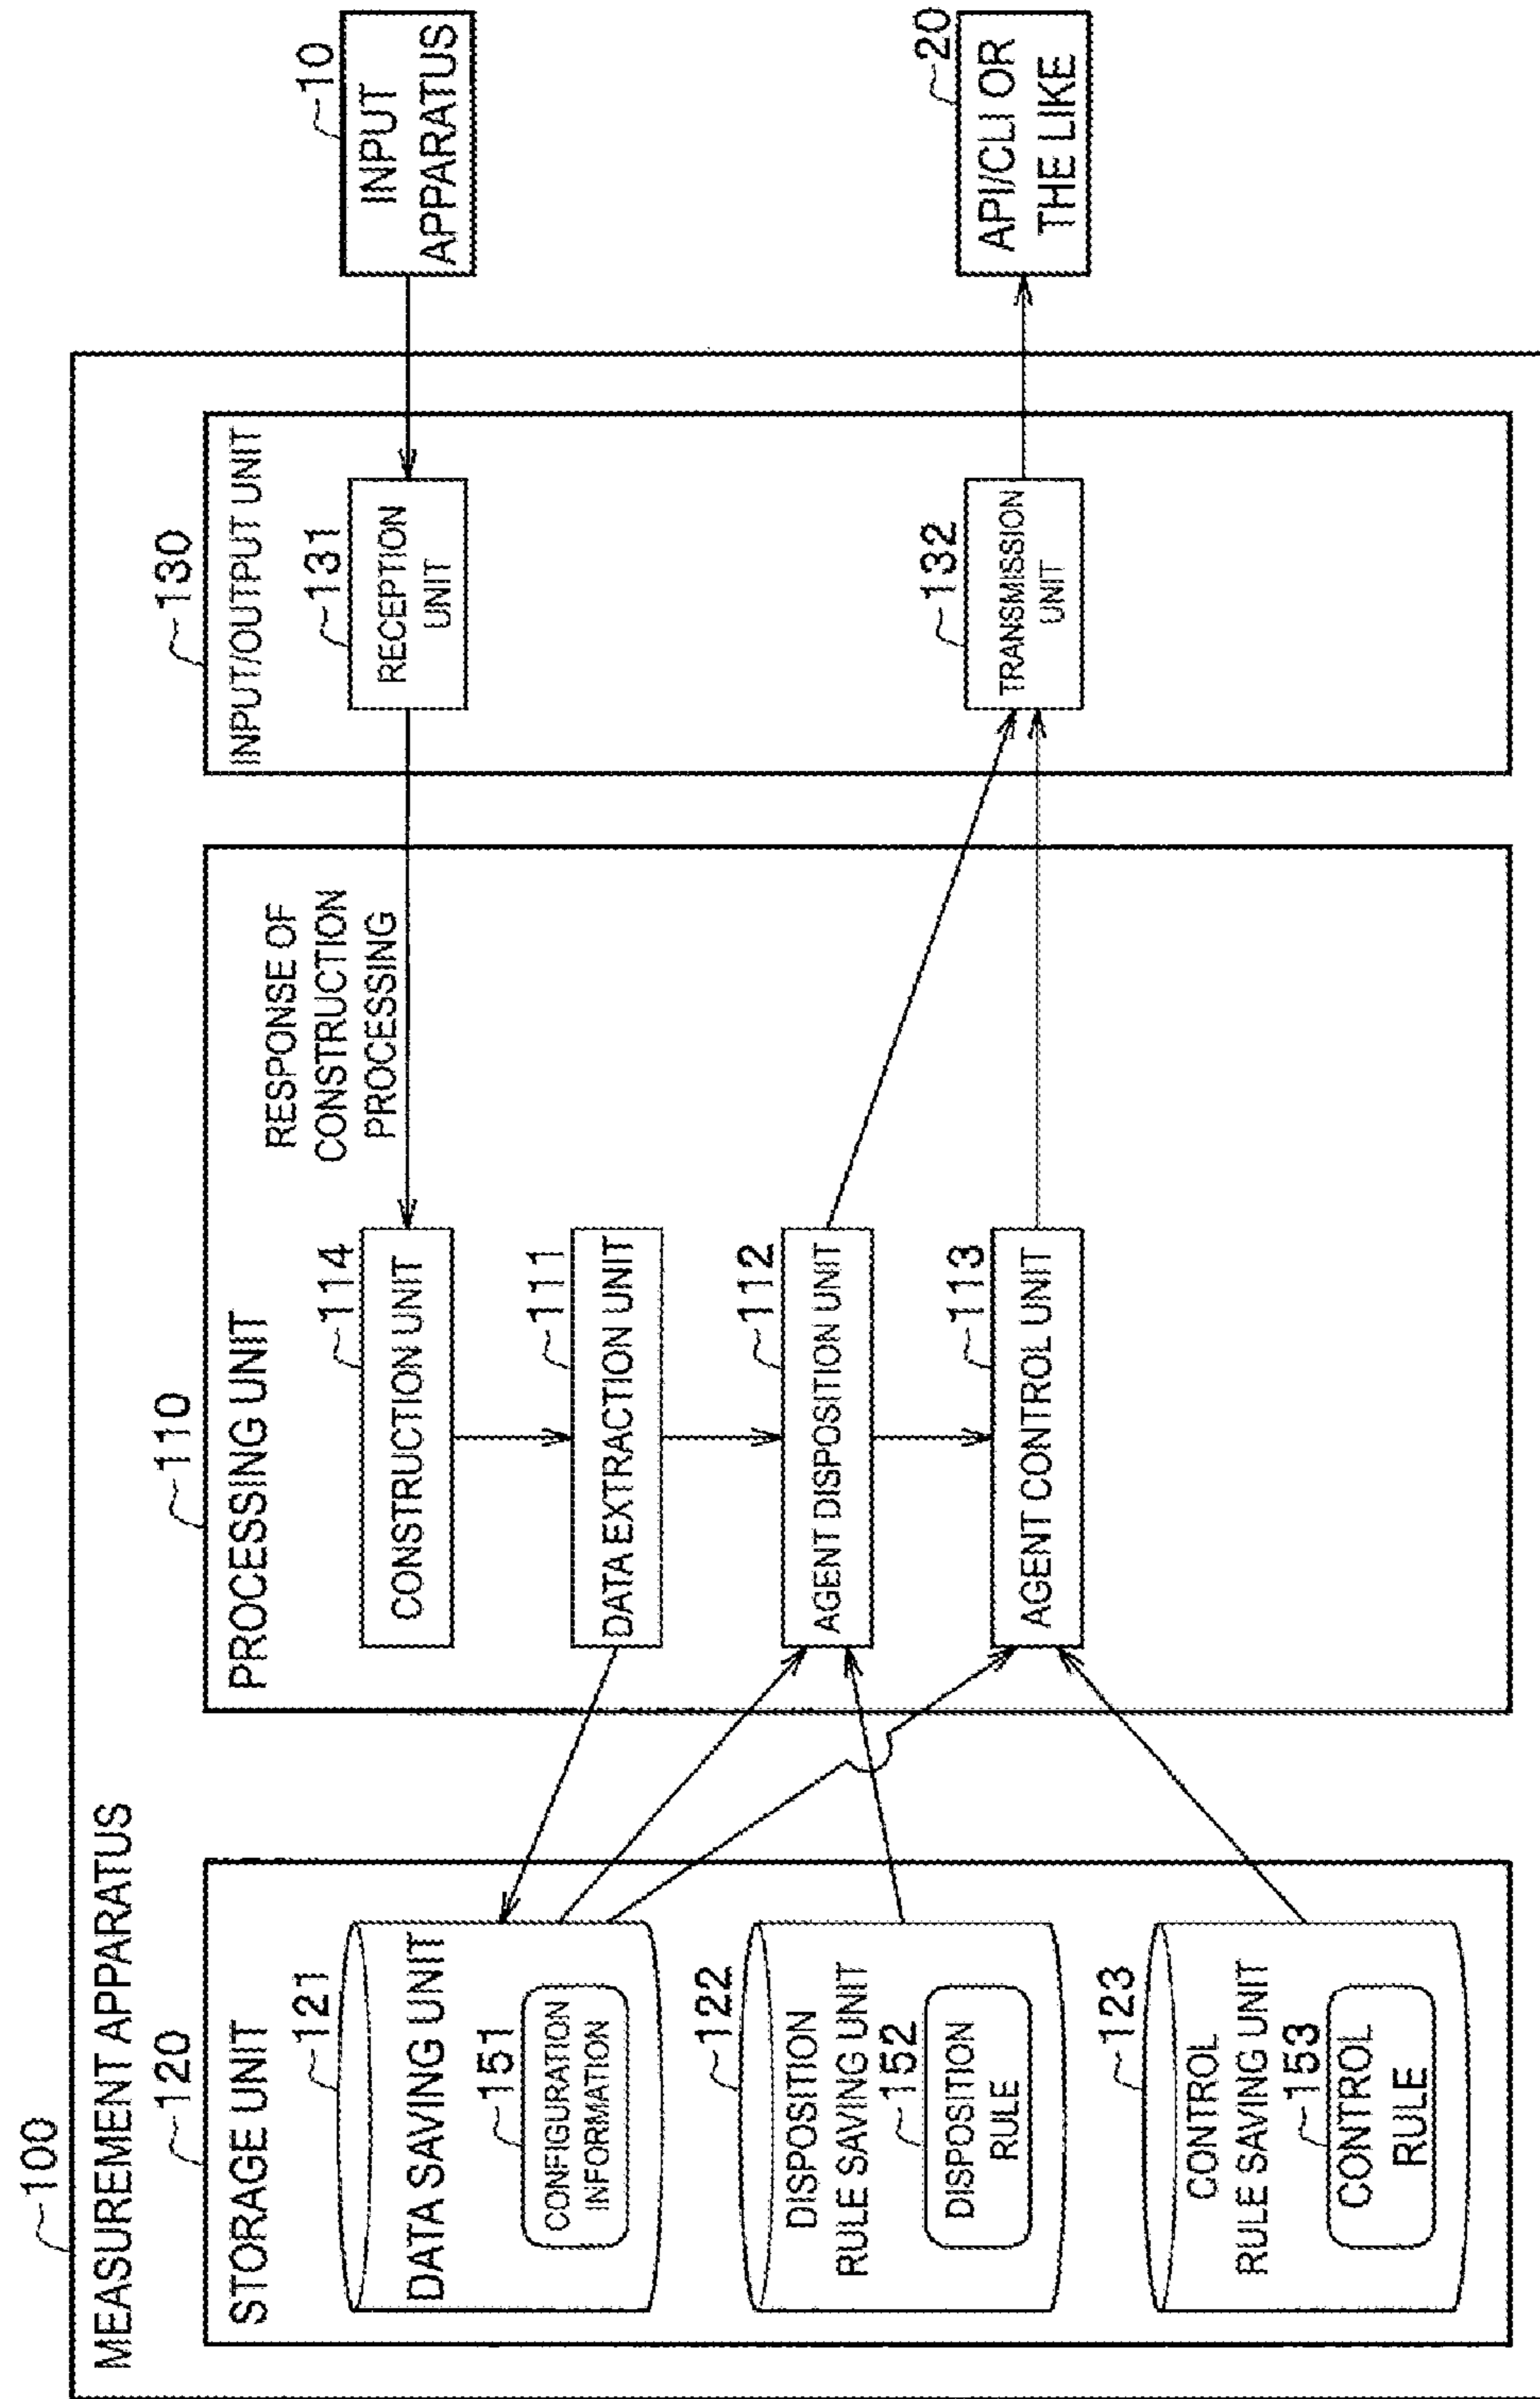 100
MEASUREMENT APPARATUS
120
STORAGE UNIT
121
DATA SAVING UNIT
151
CONFIGURATION
INFORMATION
122
DISPOSITION
RULE SAVING UNIT
152
DISPOSITION
RULE
123
CONTROL
RULE SAVING UNIT
153
CONTROL
RULE
110
PROCESSING UNIT
RESPONSE OF
CONSTRUCTION
PROCESSING
114
CONSTRUCTION UNIT
111
DATA EXTRACTION UNIT
112
AGENT DISPOSITION UNIT
113
AGENT CONTROL UNIT
130
INPUT/OUTPUT UNIT
131
RECEPTION
UNIT
132
TRANSMISSION
UNIT
10
INPUT
APPARATUS
20
API/CLI OR
THE LIKE